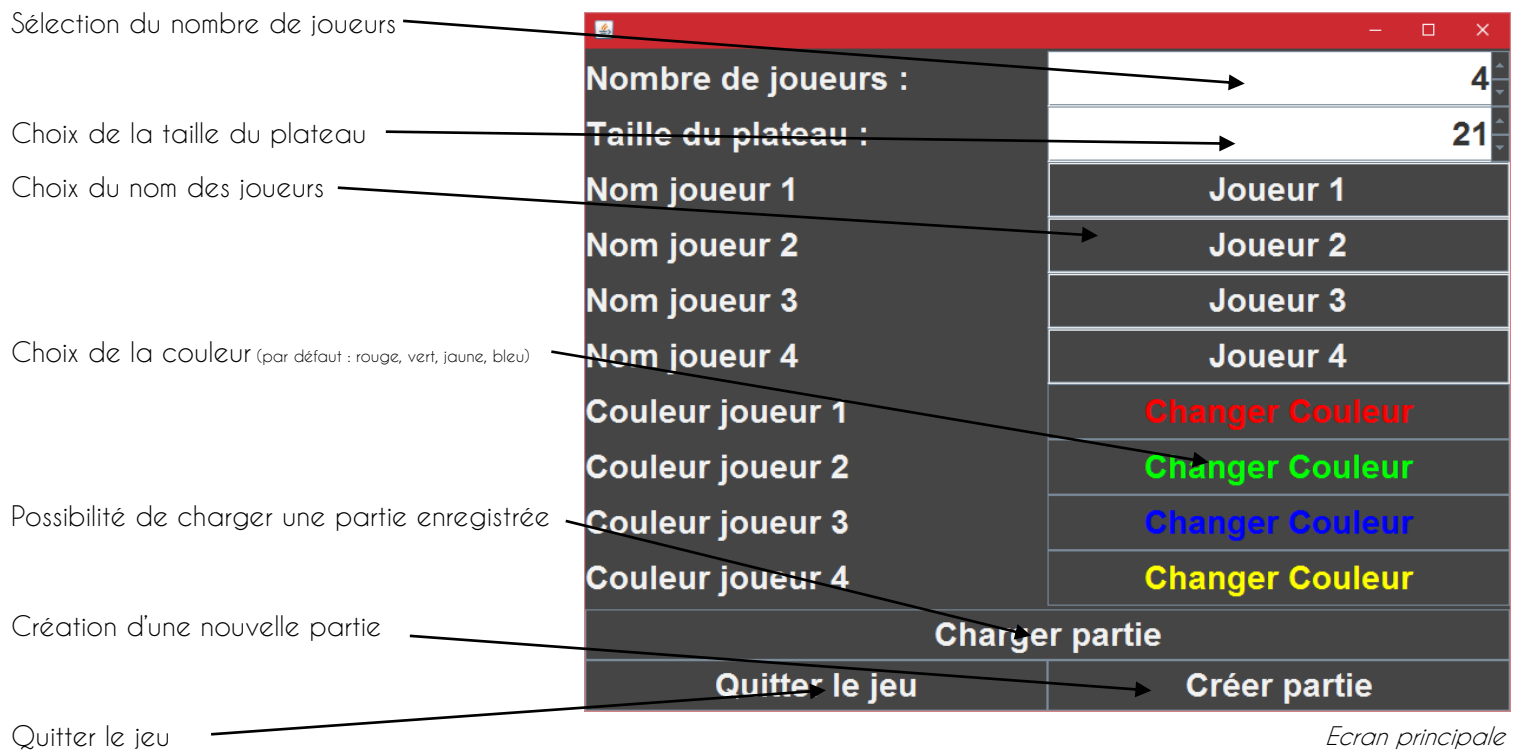 Sélection du nombre de joueurs
Nombre de joueurs :
4
Choix de la taille du plateau
Taille du plateau :
21
Choix du nom des joueurs
Nom joueur 1
Joueur 1
Nom joueur 2
Joueur 2
Nom joueur 3
Joueur 3
Choix de la couleur (par défaut : rouge, vert, jaune, bleu)
Nom joueur 4
Joueur 4
Couleur joueur 1
Changer Couleur
Couleur joueur 2
Changer Couleur
Possibilité de charger une partie enregistrée
Couleur joueur 3
Changer Couleur
Couleur joueur 4
Changer Couleur
Création d'une nouvelle partie
Charger partie
Quitter le jeu
Créer partie
Quitter le jeu
Ecran principale